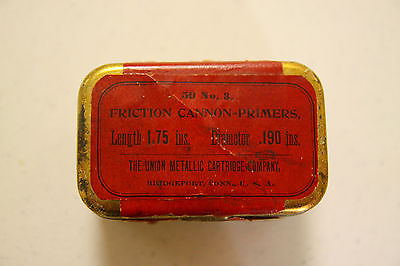 50 No. 3.
FRICTION CANNON-PRIMERS,
Length 1.75 ins. Diameter .190 ins.
THE UNION METALLIC CARTRIDGE COMPANY.
BRIDGEPORT, CONN., U. S. A.